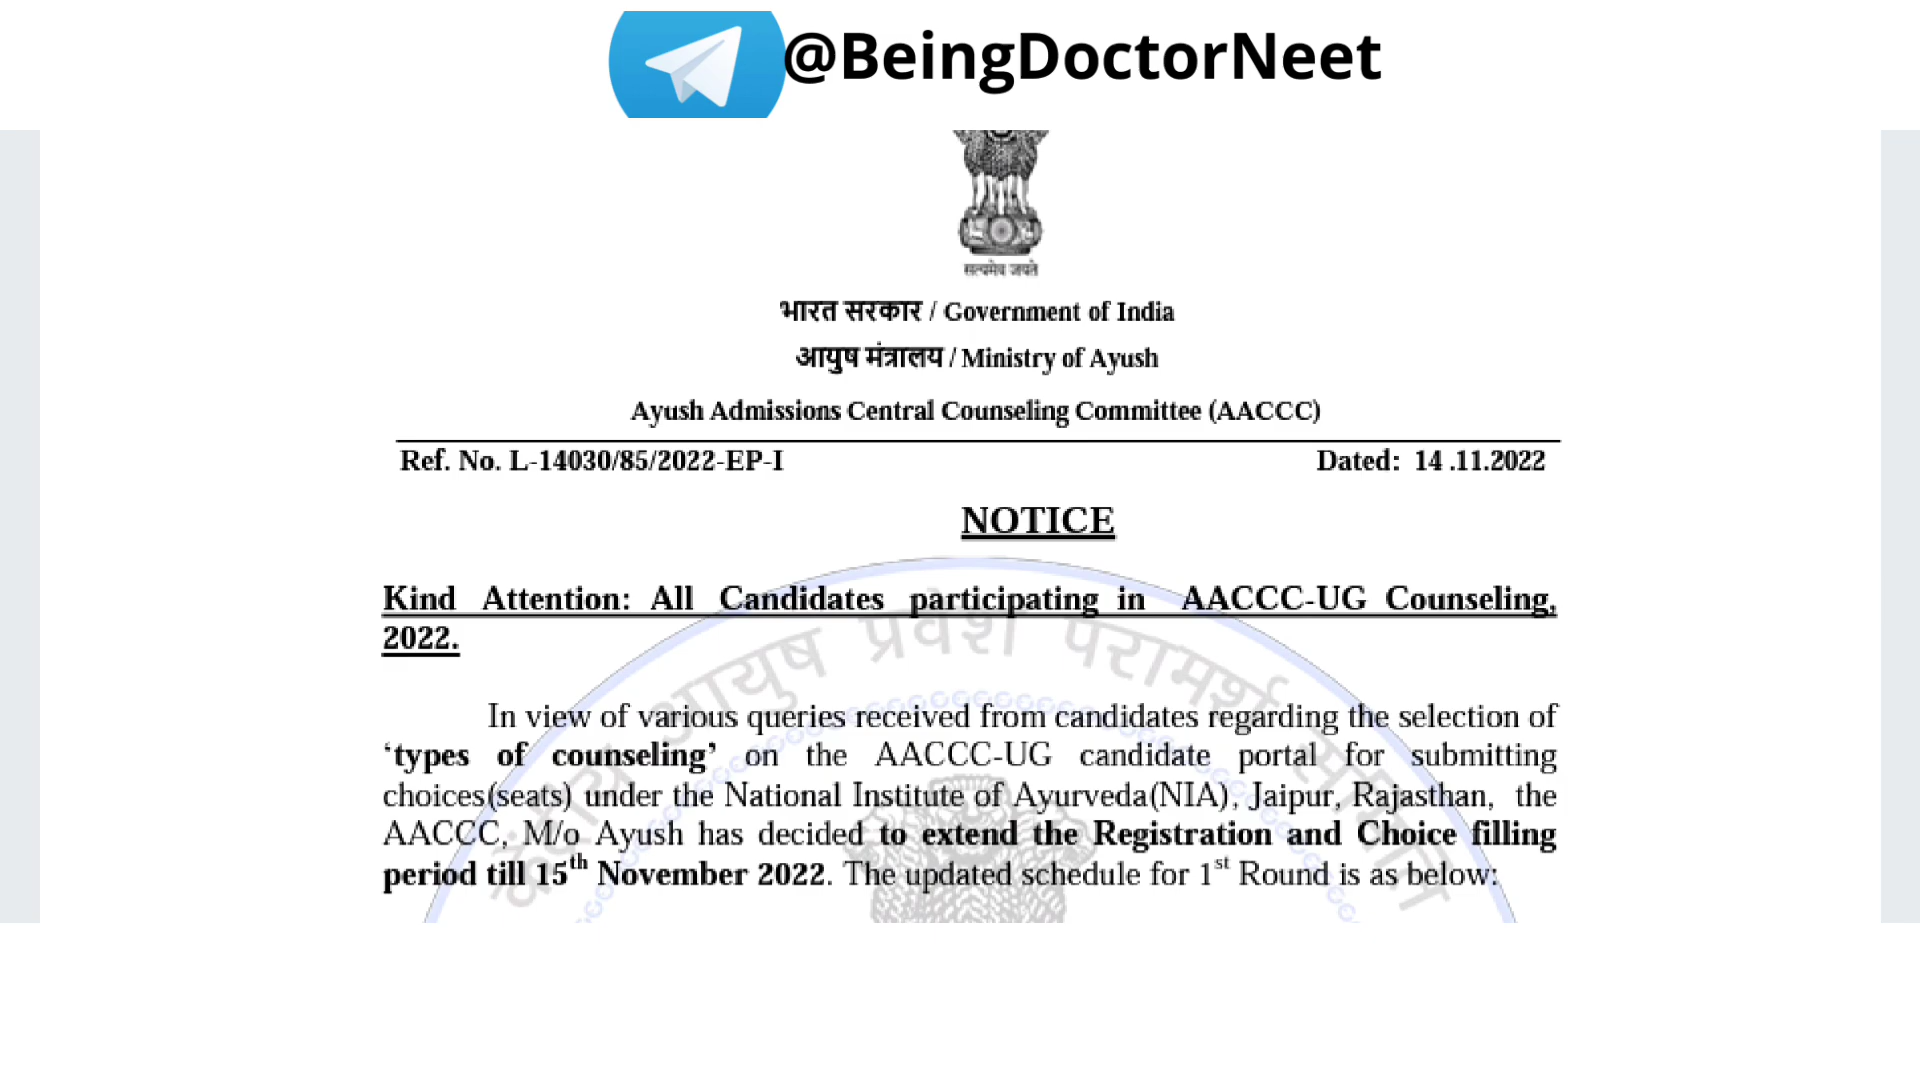 @BeingDoctorNeet
सत्यमेव जयते
भारत सरकार / Government of India
आयुष मंत्रालय / Ministry of Ayush
Ayush Admissions Central Counseling Committee (AACCC)
Ref. No. L-14030/85/2022-EP-I Dated: 14 .11.2022
NOTICE
Kind Attention: All Candidates participating in AACCC-UG Counseling,
2022.
आयुष प्रवेश परामर्श समिति
In view of various queries received from candidates regarding the selection of
‘types of counseling’ on the AACCC-UG candidate portal for submitting
choices(seats) under the National Institute of Ayurveda(NIA), Jaipur, Rajasthan, the
AACCC, M/o Ayush has decided to extend the Registration and Choice filling
period till 15th November 2022. The updated schedule for 1st Round is as below: